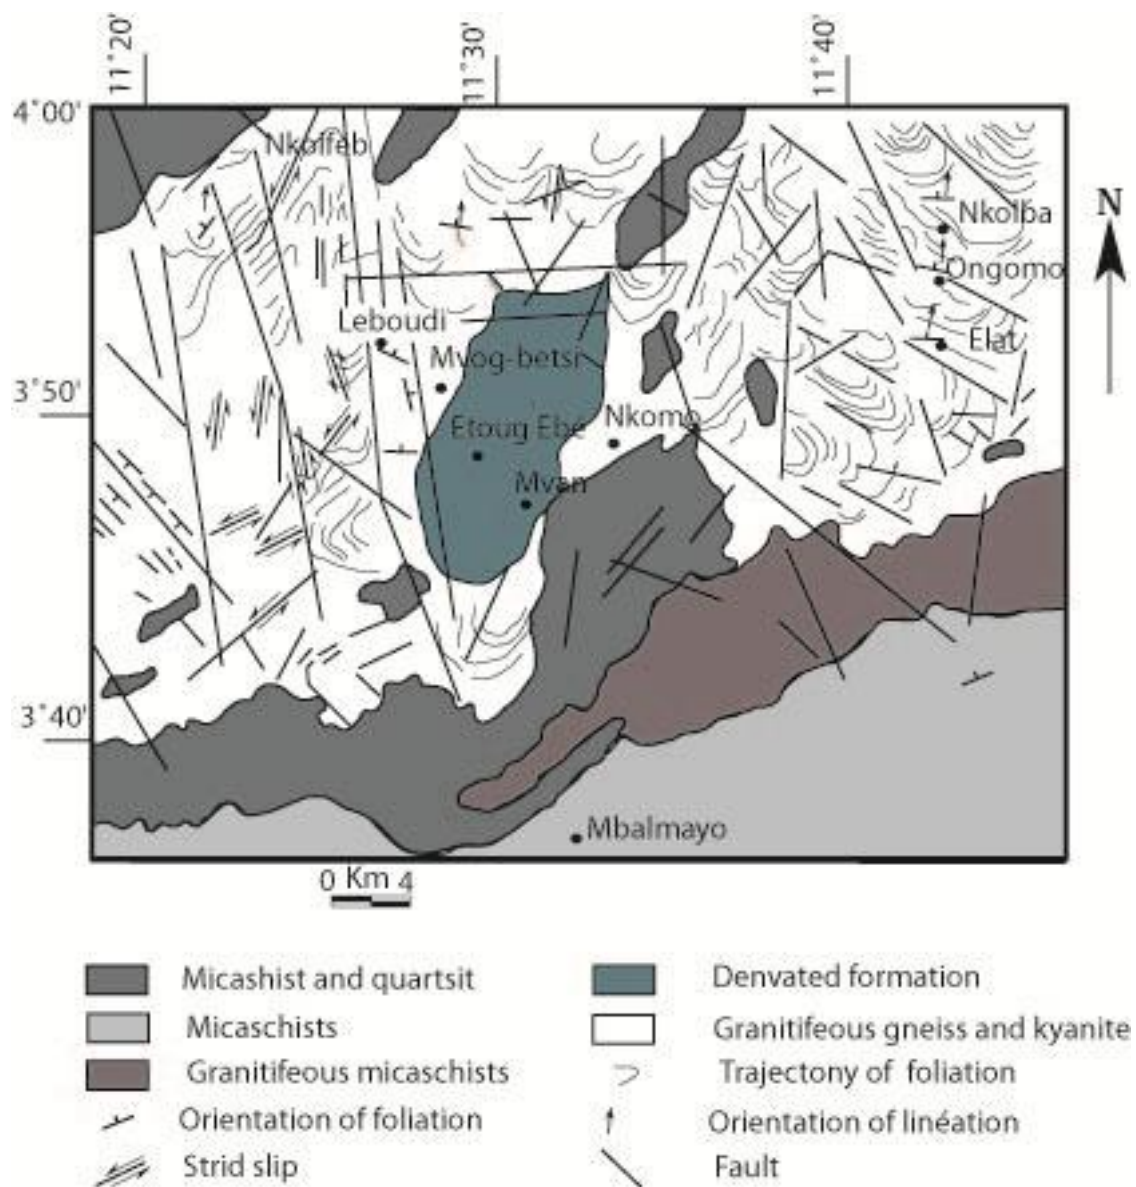 11°20'
11°30'
11°40'
4°00'
Nkolfeb
N
Nkolba
Ongomo
Leboudi
Elat
Mvog-betsi
3°50'
Etoug Ebé
Nkomo
Mvan
3°40'
Mbalmayo
0 Km 4
Micashist and quartsit
Denvated formation
Micaschists
Granitifeous gneiss and kyanite
Granitifeous micaschists
Trajectony of foliation
Orientation of foliation
Orientation of linéation
Strid slip
Fault